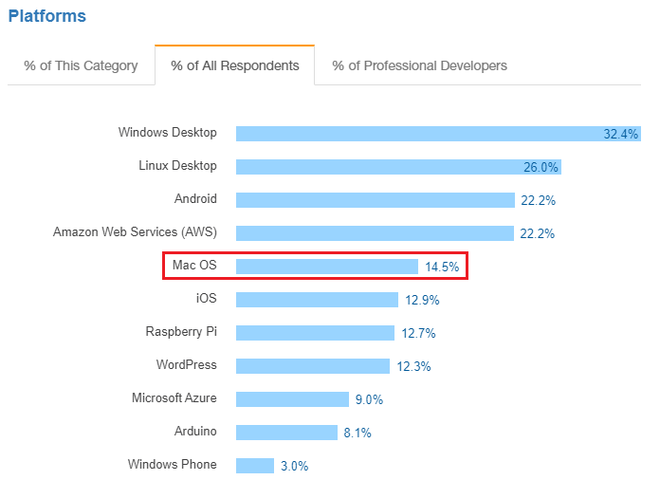 Platforms
% of This Category % of All Respondents % of Professional Developers
Windows Desktop 32.4%
Linux Desktop 26.0%
Android 22.2%
Amazon Web Services (AWS) 22.2%
Mac OS 14.5%
iOS 12.9%
Raspberry Pi 12.7%
WordPress 12.3%
Microsoft Azure 9.0%
Arduino 8.1%
Windows Phone 3.0%